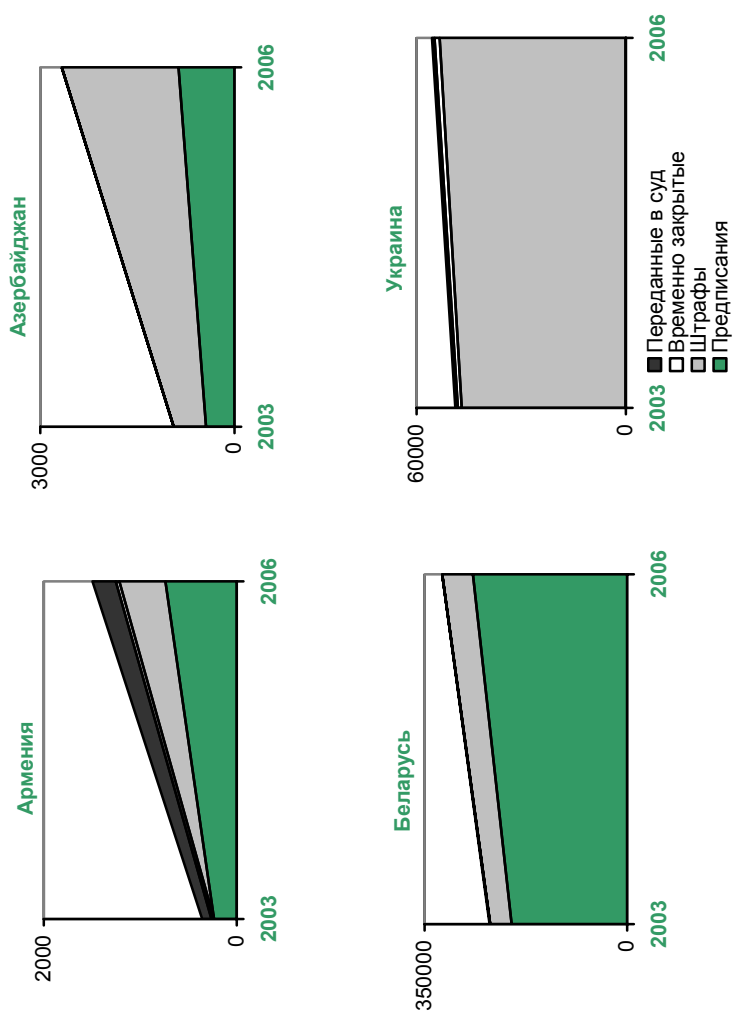 Армения
2000
0
2003
2006
Азербайджан
3000
0
2003
2006
Беларусь
350000
0
2003
2006
Украина
60000
0
2003
2006
Переданные в суд
Временно закрытые
Штрафы
Предписания